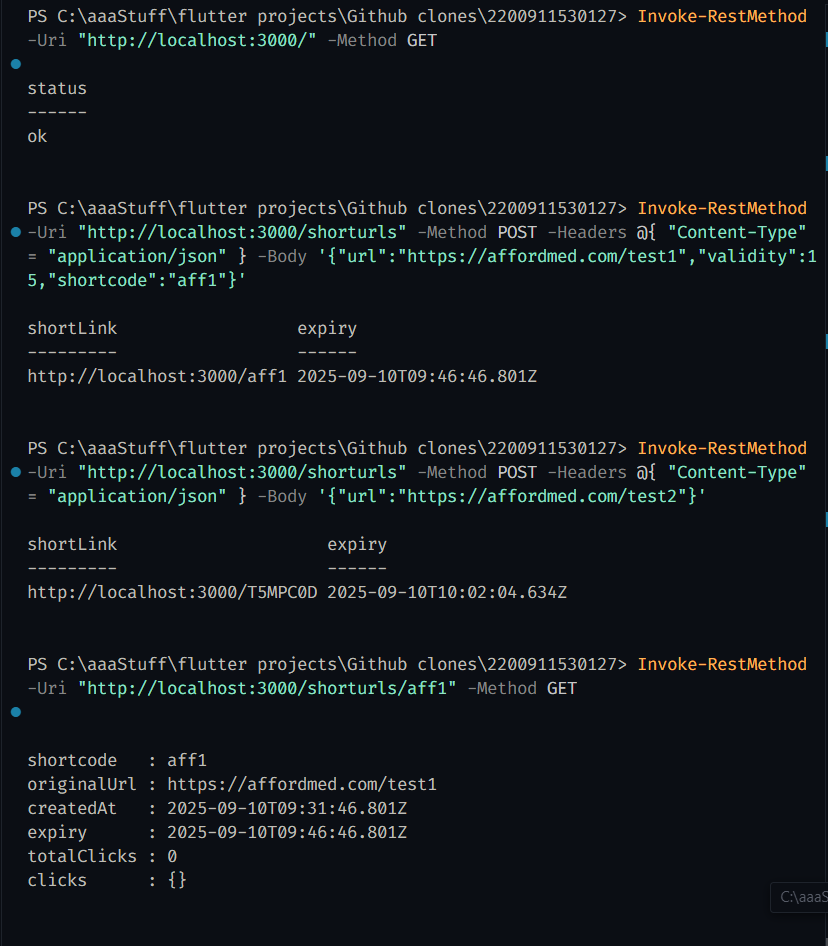 PS C:\aaaStuff\flutter projects\Github clones\2200911530127> Invoke-RestMethod
-Uri "http://localhost:3000/" -Method GET
status
------
ok
PS C:\aaaStuff\flutter projects\Github clones\2200911530127> Invoke-RestMethod
-Uri "http://localhost:3000/shorturls" -Method POST -Headers @{ "Content-Type"
= "application/json" } -Body '{"url":"https://affordmed.com/test1","validity":1
5,"shortcode":"aff1"}'
shortLink                  expiry
---------                  ------
http://localhost:3000/aff1 2025-09-10T09:46:46.801Z
PS C:\aaaStuff\flutter projects\Github clones\2200911530127> Invoke-RestMethod
-Uri "http://localhost:3000/shorturls" -Method POST -Headers @{ "Content-Type"
= "application/json" } -Body '{"url":"https://affordmed.com/test2"}'
shortLink                     expiry
---------                     ------
http://localhost:3000/T5MPC0D 2025-09-10T10:02:04.634Z
PS C:\aaaStuff\flutter projects\Github clones\2200911530127> Invoke-RestMethod
-Uri "http://localhost:3000/shorturls/aff1" -Method GET
shortcode   : aff1
originalUrl : https://affordmed.com/test1
createdAt   : 2025-09-10T09:31:46.801Z
expiry      : 2025-09-10T09:46:46.801Z
totalClicks : 0
clicks      : {}
C:\aaaS